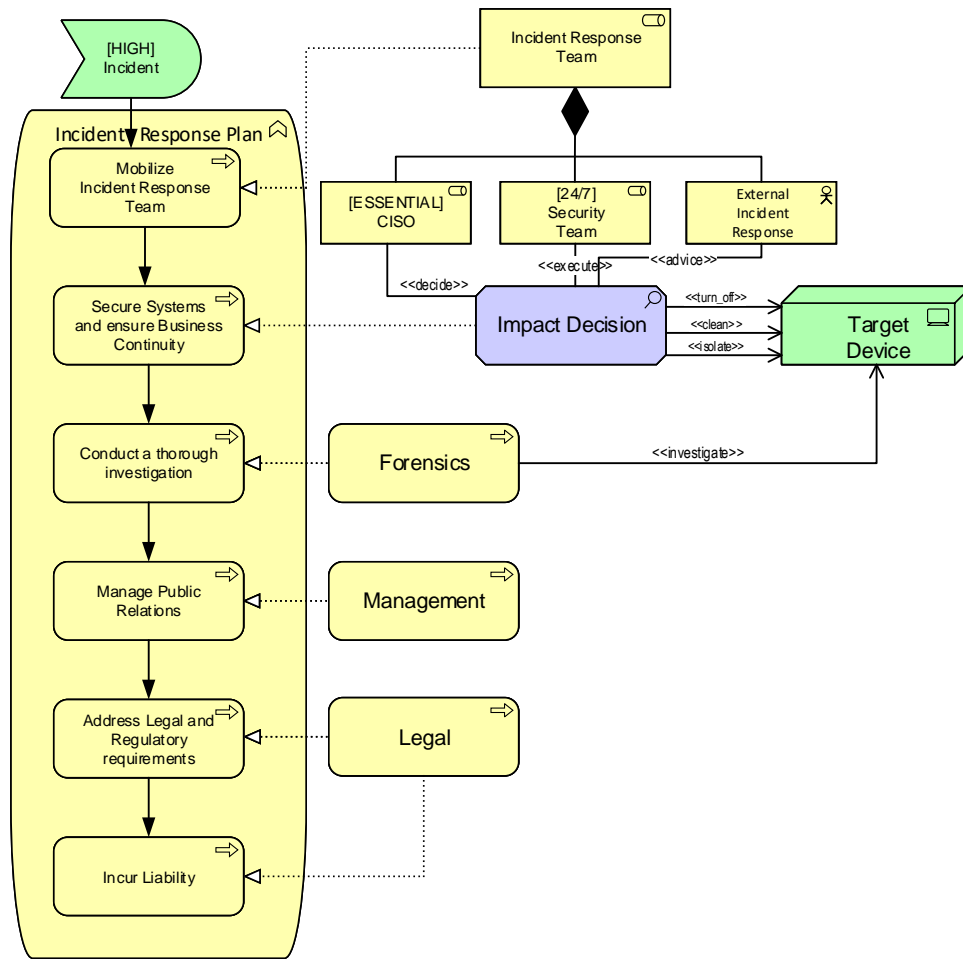 [HIGH]
Incident
Incident Response
Team
Incident Response Plan
Mobilize
Incident Response
Team
[ESSENTIAL]
CISO
[24/7]
Security
Team
External
Incident
Response
<<decide>>
<<execute>>
<<advice>>
Secure Systems
and ensure Business
Continuity
Impact Decision
<<turn_off>>
<<clean>>
<<isolate>>
Target
Device
Conduct a thorough
investigation
Forensics
<<investigate>>
Manage Public
Relations
Management
Address Legal and
Regulatory
requirements
Legal
Incur Liability